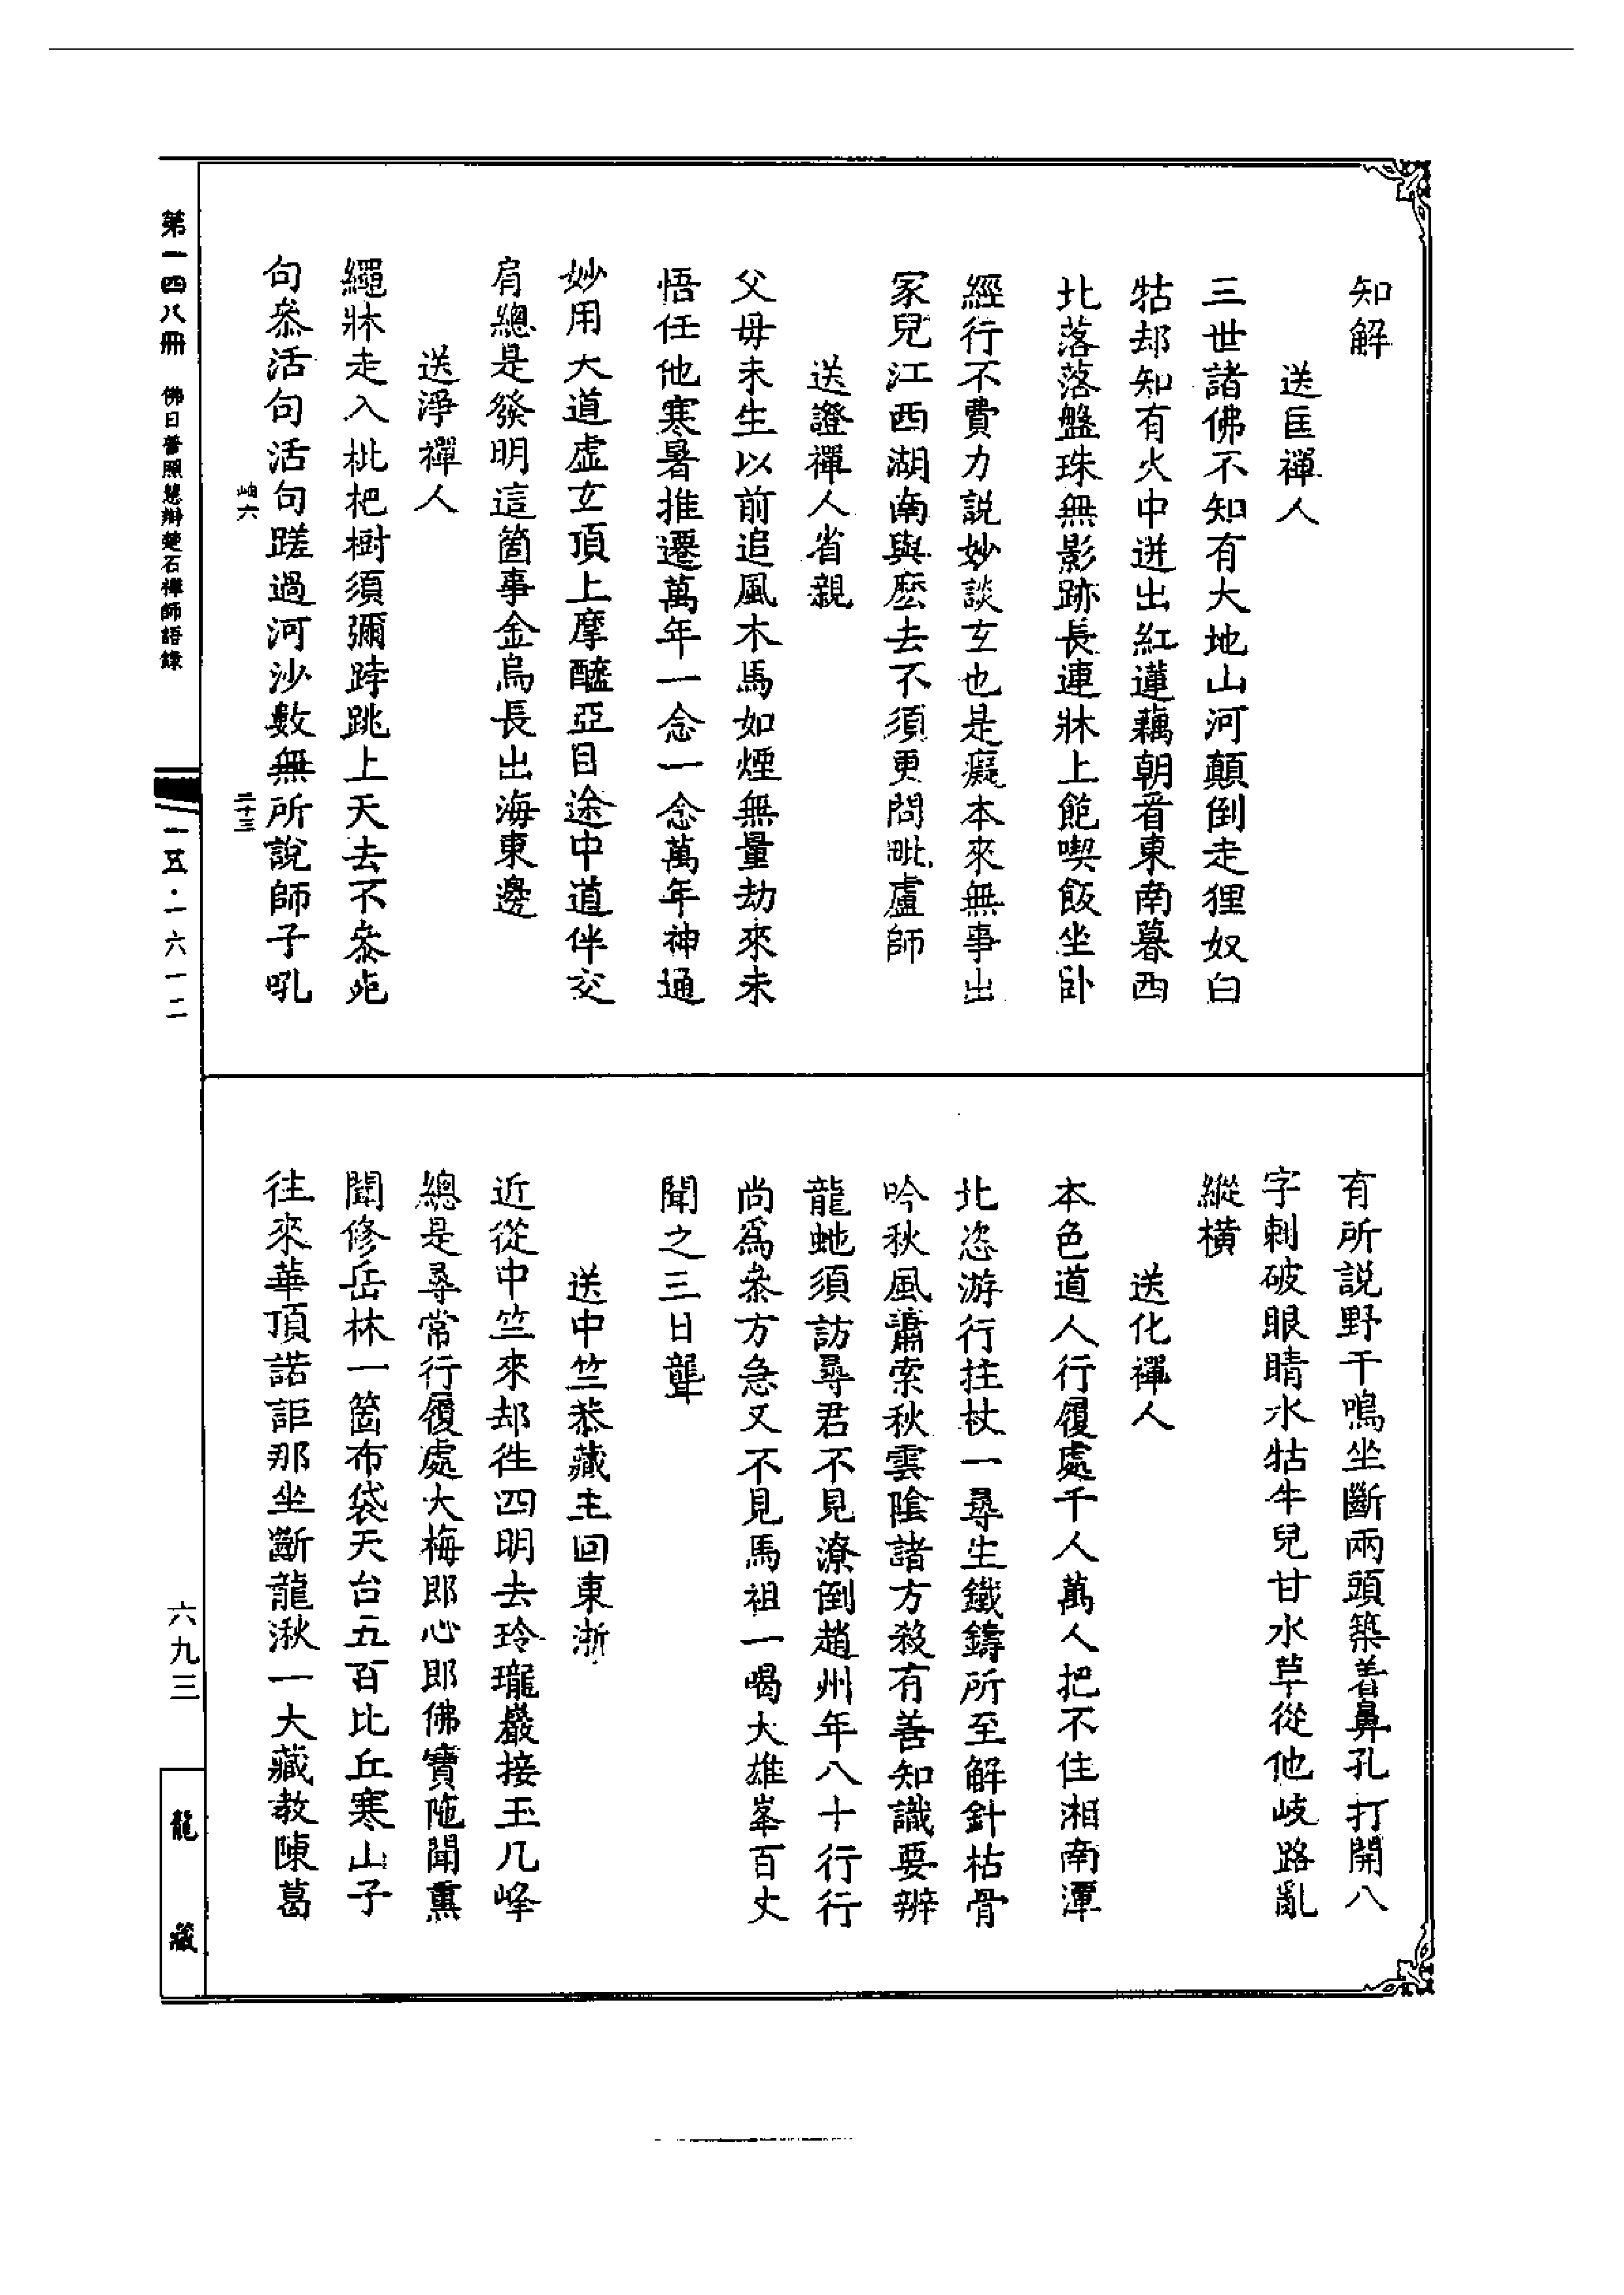 知解
送匡禪人
三世諸佛不知有大地山河顛倒走狸奴白
牯却知有火中迸出紅蓮藕朝看東南暮西
北落落盤珠無影跡長連牀上飽喫飯坐卧
經行不費力説妙談玄也是癡本來無事出
家兒江西湖南與麽去不須更問毗盧師
送證禪人省親
父母未生以前追風木馬如煙無量劫來未
悟任他寒暑推遷萬年一念一念萬年神通
妙用大道虛玄頂上摩醯亞目途中道伴交
肩總是發明這箇事金烏長出海東邊
送淨禪人
繩牀走入枇杷樹須彌𨁝跳上天去不叅死
句叅活句活句蹉過河沙數無所說師子吼
岫六
二十三
第一四八冊
佛日普照慧辯楚石禪師語錄
一五五·一六一二
有所説野干鳴坐斷兩頭築着鼻孔打開八
字刺破眼睛水牯牛兒甘水草從他岐路亂
縱橫
送化禪人
本色道人行履處千人萬人把不住湘南潭
北恣游行拄杖一尋生鐵鑄所至解針枯骨
吟秋風蕭索秋雲陰諸方殺有善知識要辨
龍虵須訪尋君不見潦倒趙州年八十行行
尚爲叅方急又不見馬祖一喝大雄峯百丈
聞之三日聾
送中竺恭藏主回東浙
近從中竺來却徃四明去玲瓏巖接玉几峰
總是尋常行履處大梅郎心郎佛寶陁聞熏
聞修岳林一箇布袋天台五百比丘寒山子
往來華頂諾詎那坐斷龍湫一大藏教陳葛
六九三
龍藏